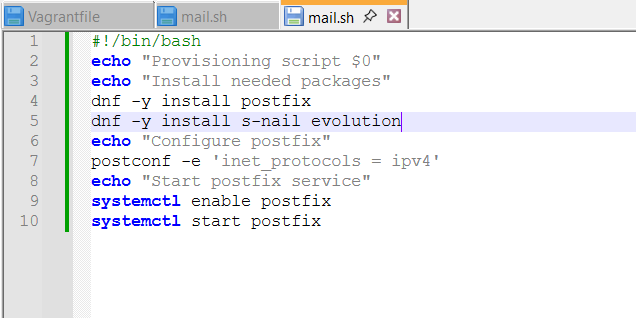 Vagrantfile mail.sh mail.sh
1 #!/bin/bash
2 echo "Provisioning script $0"
3 echo "Install needed packages"
4 dnf -y install postfix
5 dnf -y install s-nail evolution
6 echo "Configure postfix"
7 postconf -e 'inet_protocols = ipv4'
8 echo "Start postfix service"
9 systemctl enable postfix
10 systemctl start postfix